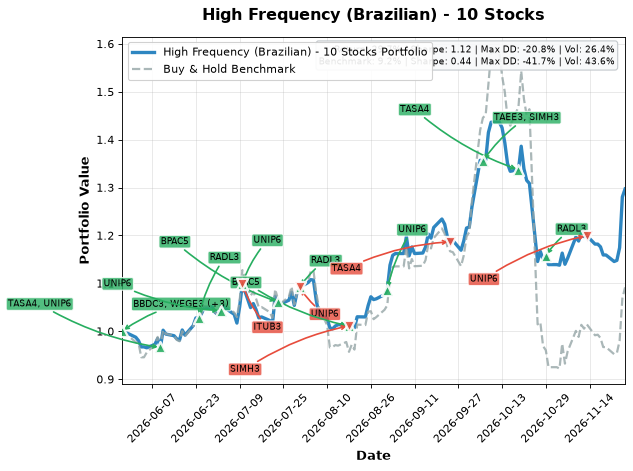 High Frequency (Brazilian) - 10 Stocks
High Frequency (Brazilian) - 10 Stocks Portfolio
Buy & Hold Benchmark
1.12 | Max DD: -20.8% | Vol: 26.4%
Benchmark: 9.2% | Sharpe: 0.44 | Max DD: -41.7% | Vol: 43.6%
Portfolio Value
1.6
1.5
1.4
1.3
1.2
1.1
1.0
0.9
TASA4
TAEE3, SIMH3
BPAC5
UNIP6
UNIP6
RADL3
RADL3
RADL3
TASA4
UNIP6
UNIP6
TASA4, UNIP6
BBDC3, WEGE3 (+3)
UNIP6
ITUB3
SIMH3
2026-06-07
2026-06-23
2026-07-09
2026-07-25
2026-08-10
2026-08-26
2026-09-11
2026-09-27
2026-10-13
2026-10-29
2026-11-14
Date